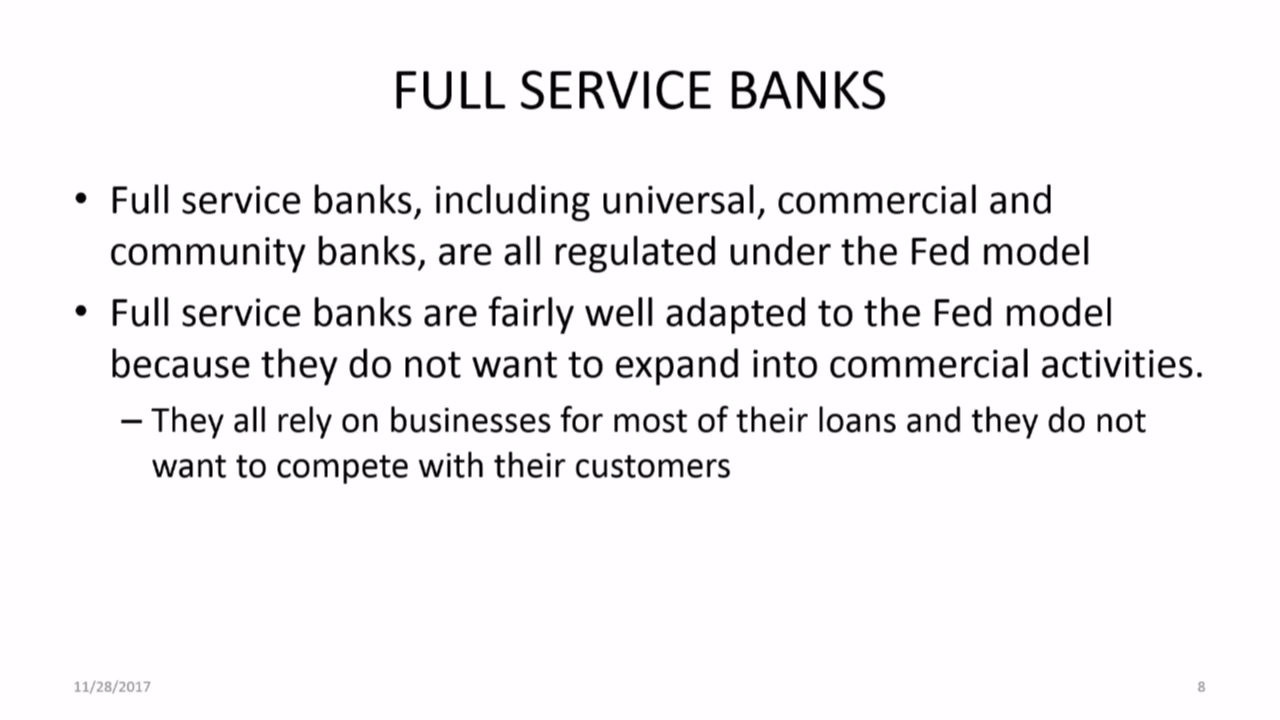 FULL SERVICE BANKS
• Full service banks, including universal, commercial and
community banks, are all regulated under the Fed model
• Full service banks are fairly well adapted to the Fed model
because they do not want to expand into commercial activities.
– They all rely on businesses for most of their loans and they do not
want to compete with their customers
11/28/2017
8